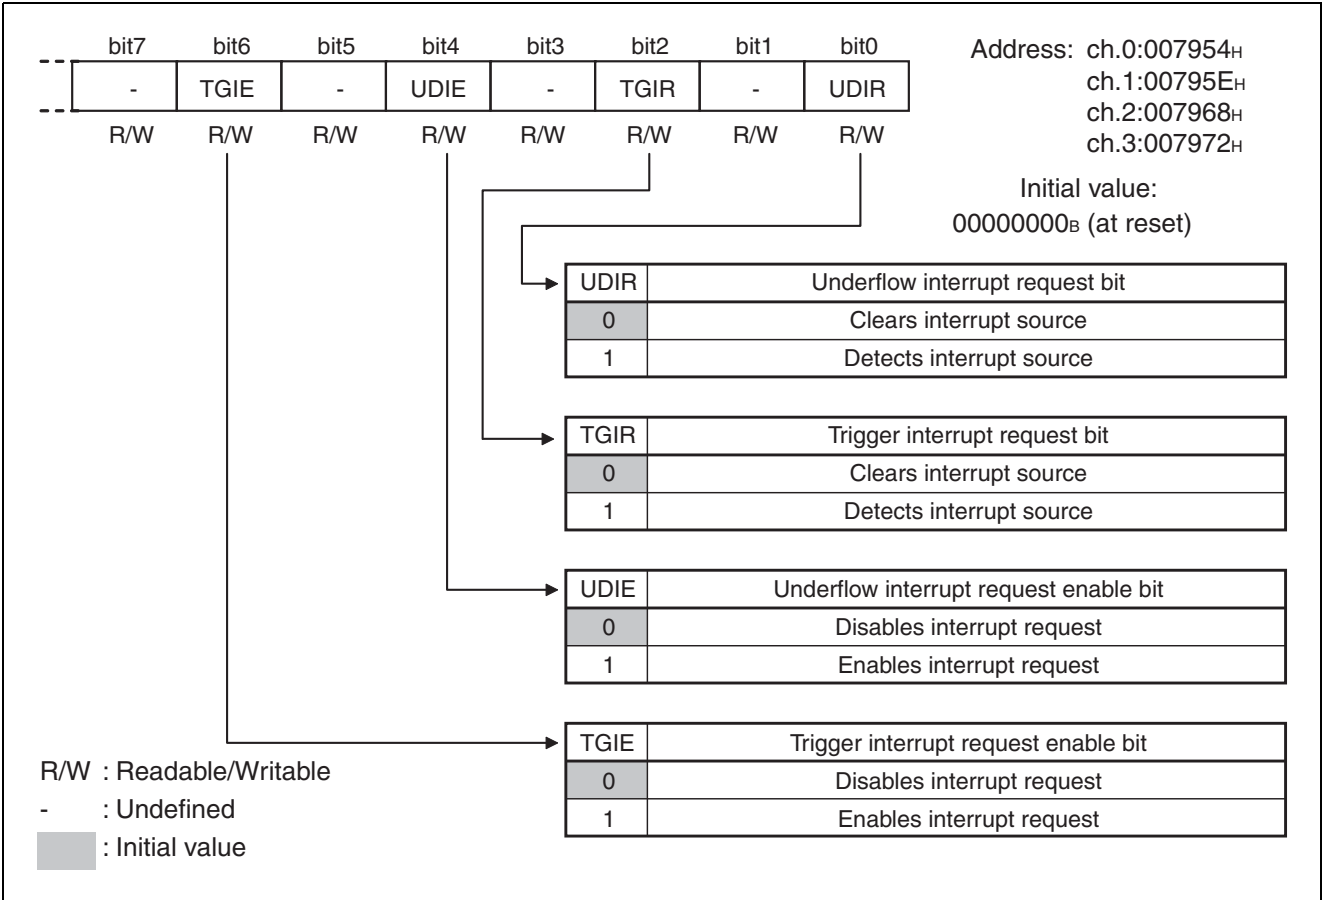 bit7 bit6 bit5 bit4 bit3 bit2 bit1 bit0
- TGIE - UDIE - TGIR - UDIR
R/W R/W R/W R/W R/W R/W R/W R/W
Address: ch.0:007954H
ch.1:00795EH
ch.2:007968H
ch.3:007972H
Initial value:
00000000B (at reset)
UDIR Underflow interrupt request bit
0 Clears interrupt source
1 Detects interrupt source
TGIR Trigger interrupt request bit
0 Clears interrupt source
1 Detects interrupt source
UDIE Underflow interrupt request enable bit
0 Disables interrupt request
1 Enables interrupt request
TGIE Trigger interrupt request enable bit
0 Disables interrupt request
1 Enables interrupt request
R/W : Readable/Writable
- : Undefined
: Initial value